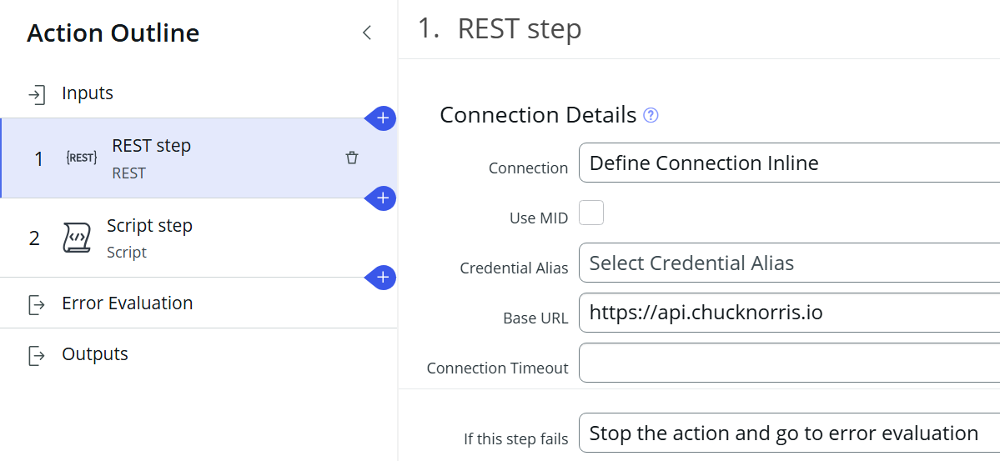 Action Outline
Inputs
1
{REST}
REST step
REST
2
</>
Script step
Script
Error Evaluation
Outputs
1. REST step
Connection Details ?
Connection Define Connection Inline
Use MID
Credential Alias Select Credential Alias
Base URL https://api.chucknorris.io
Connection Timeout
If this step fails Stop the action and go to error evaluation